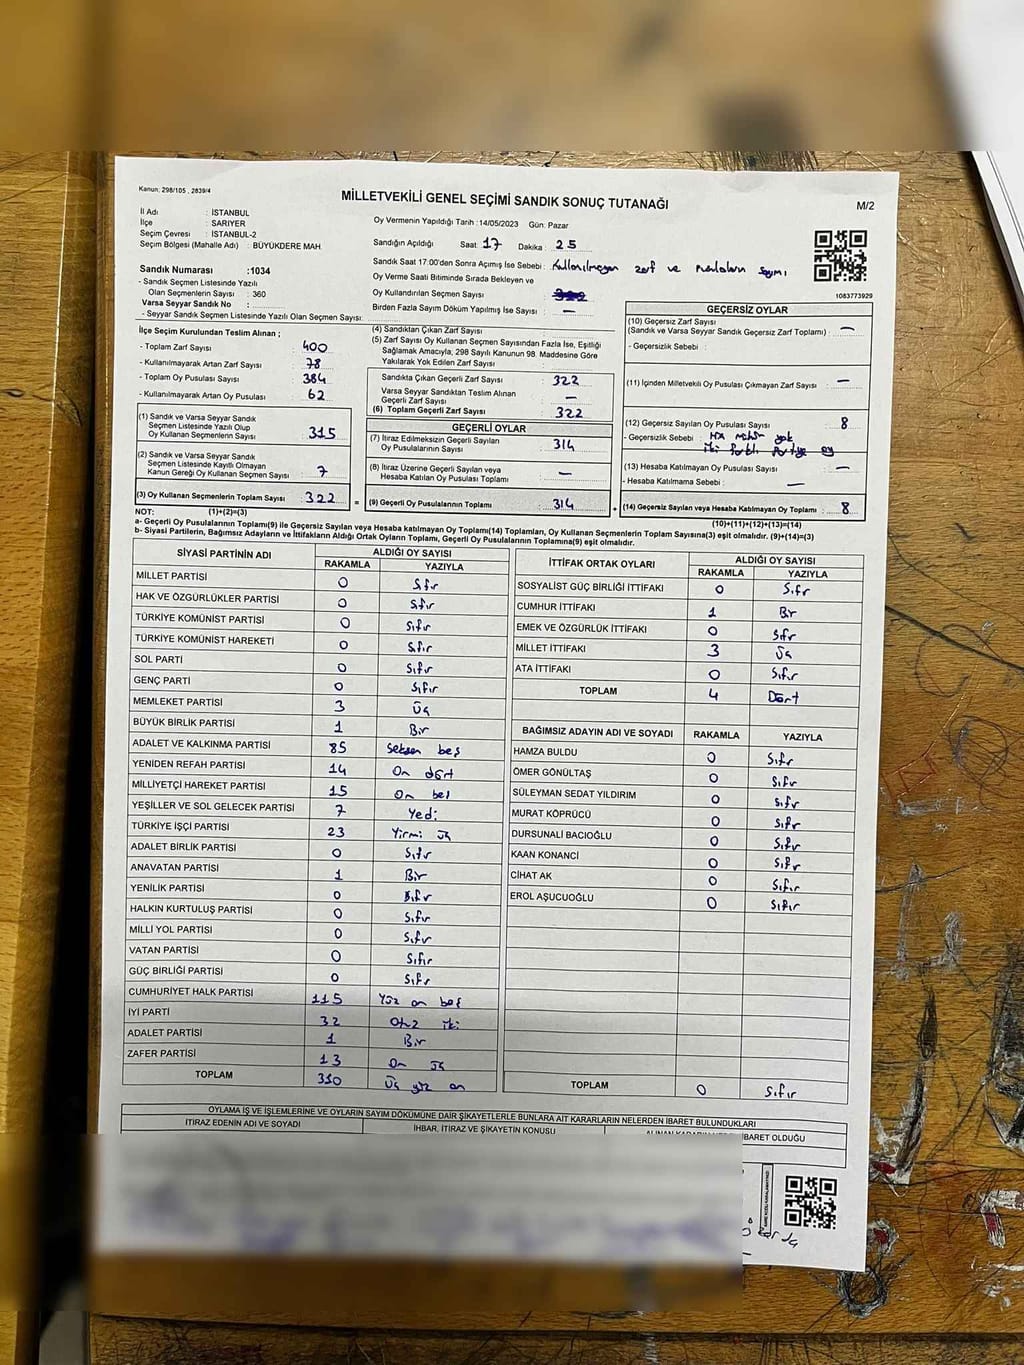 Kanun: 298/105 , 2839/4
MİLLETVEKİLİ GENEL SEÇİMİ SANDIK SONUÇ TUTANAĞI
M/2
İl Adı : İSTANBUL
İlçe : SARIYER
Seçim Çevresi : İSTANBUL-2
Seçim Bölgesi (Mahalle Adı) : BÜYÜKDERE MAH.
Oy Vermenin Yapıldığı Tarih :14/05/2023 Gün: Pazar
Sandığın Açıldığı Saat: 17 Dakika : 25
Sandık Saat 17.00'den Sonra Açımış İse Sebebi : Kullanılmayan zarf ve pusulaların sayımı
Oy Verme Saati Bitiminde Sırada Bekleyen ve
Oy Kullandırılan Seçmen Sayısı :
Birden Fazla Sayım Döküm Yapılmış İse Sayısı : —
1083773929
Sandık Numarası :1034
- Sandık Seçmen Listesinde Yazılı
Olan Seçmenlerin Sayısı : 360
Varsa Seyyar Sandık No :
- Seyyar Sandık Seçmen Listesinde Yazılı Olan Seçmen Sayısı:
İlçe Seçim Kurulundan Teslim Alınan ;
- Toplam Zarf Sayısı : 400
- Kullanılmayarak Artan Zarf Sayısı : 78
- Toplam Oy Pusulası Sayısı : 384
- Kullanılmayarak Artan Oy Pusulası : 62
(1) Sandık ve Varsa Seyyar Sandık
Seçmen Listesinde Yazılı Olup
Oy Kullanan Seçmenlerin Sayısı : 315
(2) Sandık ve Varsa Seyyar Sandık
Seçmen Listesinde Kayıtlı Olmayan
Kanun Gereği Oy Kullanan Seçmen Sayısı : 7
(3) Oy Kullanan Seçmenlerin Toplam Sayısı : 322
(4) Sandıktan Çıkan Zarf Sayısı :
(5) Zarf Sayısı Oy Kullanan Seçmen Sayısından Fazla İse, Eşitliği
Sağlamak Amacıyla, 298 Sayılı Kanunun 98. Maddesine Göre
Yakılarak Yok Edilen Zarf Sayısı :
Sandıkta Çıkan Geçerli Zarf Sayısı : 322
Varsa Seyyar Sandıktan Teslim Alınan
Geçerli Zarf Sayısı : —
(6) Toplam Geçerli Zarf Sayısı : 322
GEÇERLİ OYLAR
(7) İtiraz Edilmeksizin Geçerli Sayılan
Oy Pusulalarının Sayısı : 314
(8) İtiraz Üzerine Geçerli Sayılan veya
Hesaba Katılan Oy Pusulası Toplamı : —
= (9) Geçerli Oy Pusulalarının Toplamı : 314
GEÇERSİZ OYLAR
(10) Geçersiz Zarf Sayısı
(Sandık ve Varsa Seyyar Sandık Geçersiz Zarf Toplamı) : —
- Geçersizlik Sebebi :
(11) İçinden Milletvekili Oy Pusulası Çıkmayan Zarf Sayısı : —
(12) Geçersiz Sayılan Oy Pusulası Sayısı : 8
- Geçersizlik Sebebi : mühür yok
iki farklı partiye oy
(13) Hesaba Katılmayan Oy Pusulası Sayısı : —
- Hesaba Katılmama Sebebi : —
+ (14) Geçersiz Sayılan veya Hesaba Katılmayan Oy Toplamı : 8
NOT: (1)+(2)=(3) (10)+(11)+(12)+(13)=(14)
a- Geçerli Oy Pusulalarının Toplamı(9) ile Geçersiz Sayılan veya Hesaba katılmayan Oy Toplamı(14) Toplamları, Oy Kullanan Seçmenlerin Toplam Sayısına(3) eşit olmalıdır. (9)+(14)=(3)
b- Siyasi Partilerin, Bağımsız Adayların ve İttifakların Aldığı Ortak Oyların Toplamı, Geçerli Oy Pusulalarının Toplamına(9) eşit olmalıdır.
SİYASİ PARTİNİN ADI ALDIĞI OY SAYISI
RAKAMLA YAZIYLA
MİLLET PARTİSİ 0 Sıfır
HAK VE ÖZGÜRLÜKLER PARTİSİ 0 Sıfır
TÜRKİYE KOMÜNİST PARTİSİ 0 Sıfır
TÜRKİYE KOMÜNİST HAREKETİ 0 Sıfır
SOL PARTİ 0 Sıfır
GENÇ PARTİ 0 Sıfır
MEMLEKET PARTİSİ 3 Üç
BÜYÜK BİRLİK PARTİSİ 1 Bir
ADALET VE KALKINMA PARTİSİ 85 Seksen beş
YENİDEN REFAH PARTİSİ 14 On dört
MİLLİYETÇİ HAREKET PARTİSİ 15 On beş
YEŞİLLER VE SOL GELECEK PARTİSİ 7 Yedi
TÜRKİYE İŞÇİ PARTİSİ 23 Yirmi üç
ADALET BİRLİK PARTİSİ 0 Sıfır
ANAVATAN PARTİSİ 1 Bir
YENİLİK PARTİSİ 0 Sıfır
HALKIN KURTULUŞ PARTİSİ 0 Sıfır
MİLLİ YOL PARTİSİ 0 Sıfır
VATAN PARTİSİ 0 Sıfır
GÜÇ BİRLİĞİ PARTİSİ 0 Sıfır
CUMHURİYET HALK PARTİSİ 115 Yüz on beş
İYİ PARTİ 32 Otuz iki
ADALET PARTİSİ 1 Bir
ZAFER PARTİSİ 13 On üç
TOPLAM 310 Üç yüz on
İTTİFAK ORTAK OYLARI ALDIĞI OY SAYISI
RAKAMLA YAZIYLA
SOSYALİST GÜÇ BİRLİĞİ İTTİFAKI 0 Sıfır
CUMHUR İTTİFAKI 1 Bir
EMEK VE ÖZGÜRLÜK İTTİFAKI 0 Sıfır
MİLLET İTTİFAKI 3 Üç
ATA İTTİFAKI 0 Sıfır
TOPLAM 4 Dört
BAĞIMSIZ ADAYIN ADI VE SOYADI RAKAMLA YAZIYLA
HAMZA BULDU 0 Sıfır
ÖMER GÖNÜLTAŞ 0 Sıfır
SÜLEYMAN SEDAT YILDIRIM 0 Sıfır
MURAT KÖPRÜCÜ 0 Sıfır
DURSUNALİ BACIOĞLU 0 Sıfır
KAAN KONANCİ 0 Sıfır
CİHAT AK 0 Sıfır
EROL AŞUCUOĞLU 0 Sıfır
TOPLAM 0 Sıfır
OYLAMA İŞ VE İŞLEMLERİNE VE OYLARIN SAYIM DÖKÜMÜNE DAİR ŞİKAYETLERLE BUNLARA AİT KARARLARIN NELERDEN İBARET BULUNDUKLARI
İTİRAZ EDENİN ADI VE SOYADI İHBAR, İTİRAZ VE ŞİKAYETİN KONUSU İBARET OLDUĞU